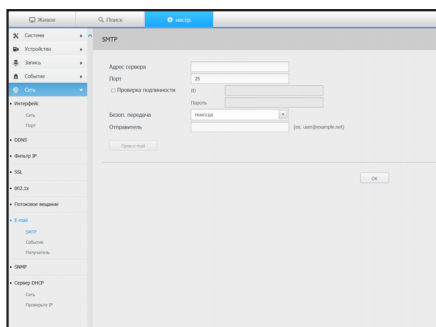 Живое
Поиск
настр.
Система
Устройство
Запись
Событие
Сеть
• Интерфейс
Сеть
Порт
• DDNS
• Фильтр IP
• SSL
• 802.1x
• Потоковое вещание
• E-mail
SMTP
Событие
Получатель
• SNMP
• Сервер DHCP
Сеть
Проверьте IP
SMTP
Адрес сервера
Порт 25
Проверка подлинности ID
Пароль
Безоп. передача Никогда
Отправитель (ex. user@example.net)
Пров e-mail
OK